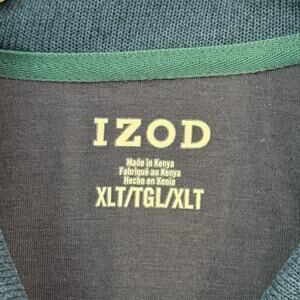 IZOD
Made in Kenya
Fabriqué au Kenya
Hecho en Kenia
XLT/TGL/XLT